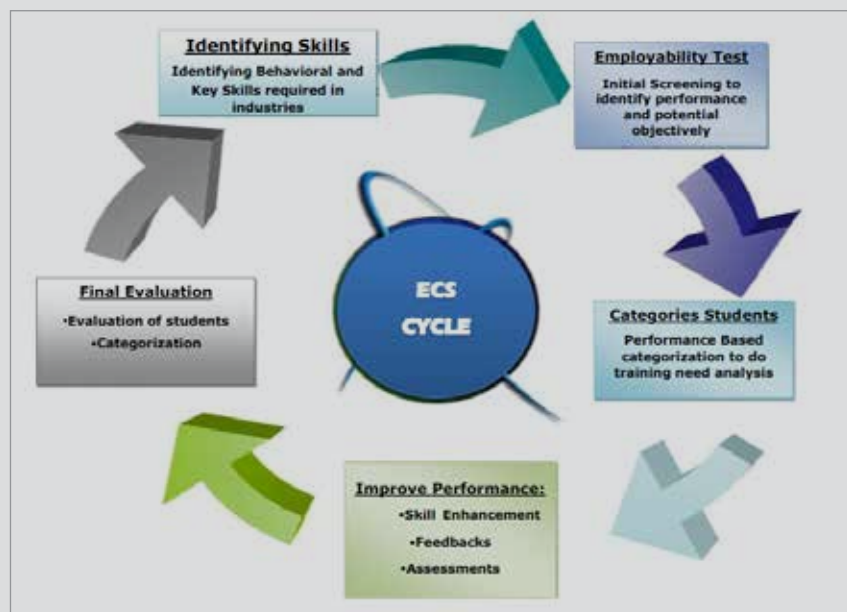 Identifying Skills
Identifying Behavioral and
Key Skills required in
industries
Employability Test
Initial Screening to
identify performance
and potential
objectively
Categories Students
Performance Based
categorization to do
training need analysis
Improve Performance:
•Skill Enhancement
•Feedbacks
•Assessments
Final Evaluation
•Evaluation of students
•Categorization
ECS
CYCLE